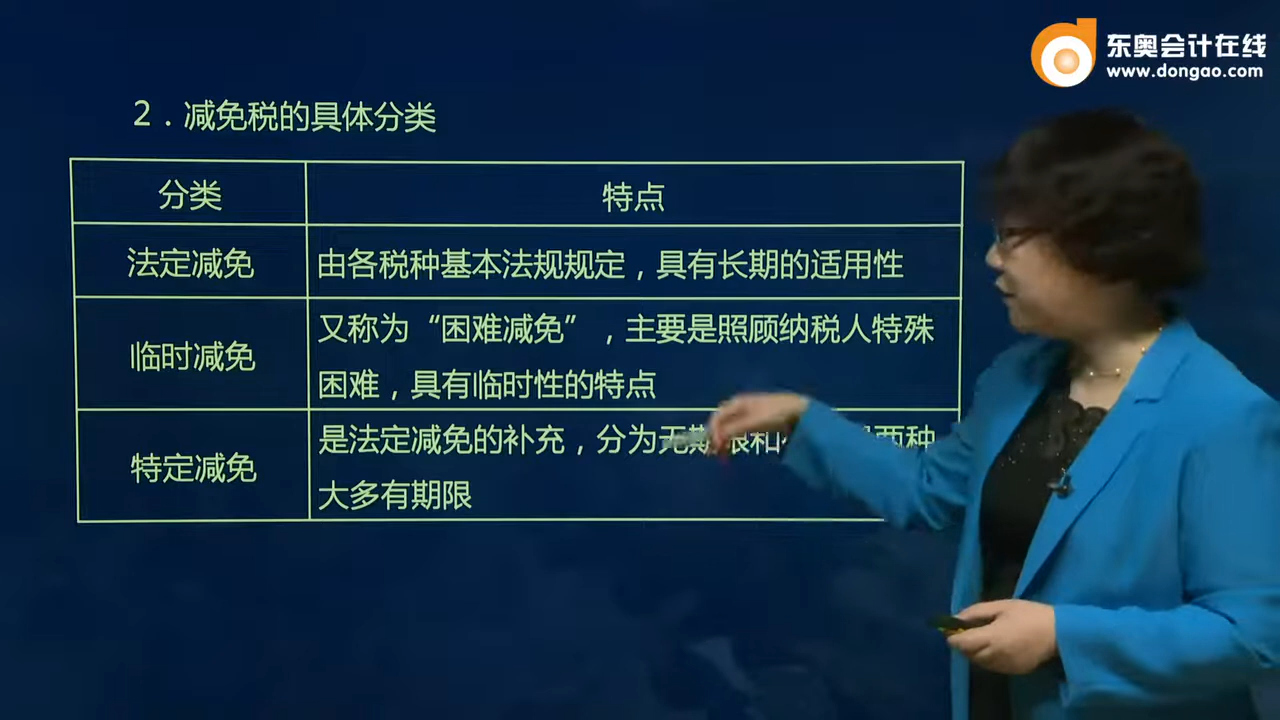 东奥会计在线
www.dongao.com
2．减免税的具体分类
分类 特点
法定减免 由各税种基本法规规定，具有长期的适用性
临时减免 又称为“困难减免”，主要是照顾纳税人特殊
困难，具有临时性的特点
特定减免 是法定减免的补充，分为无期限和 两种
大多有期限